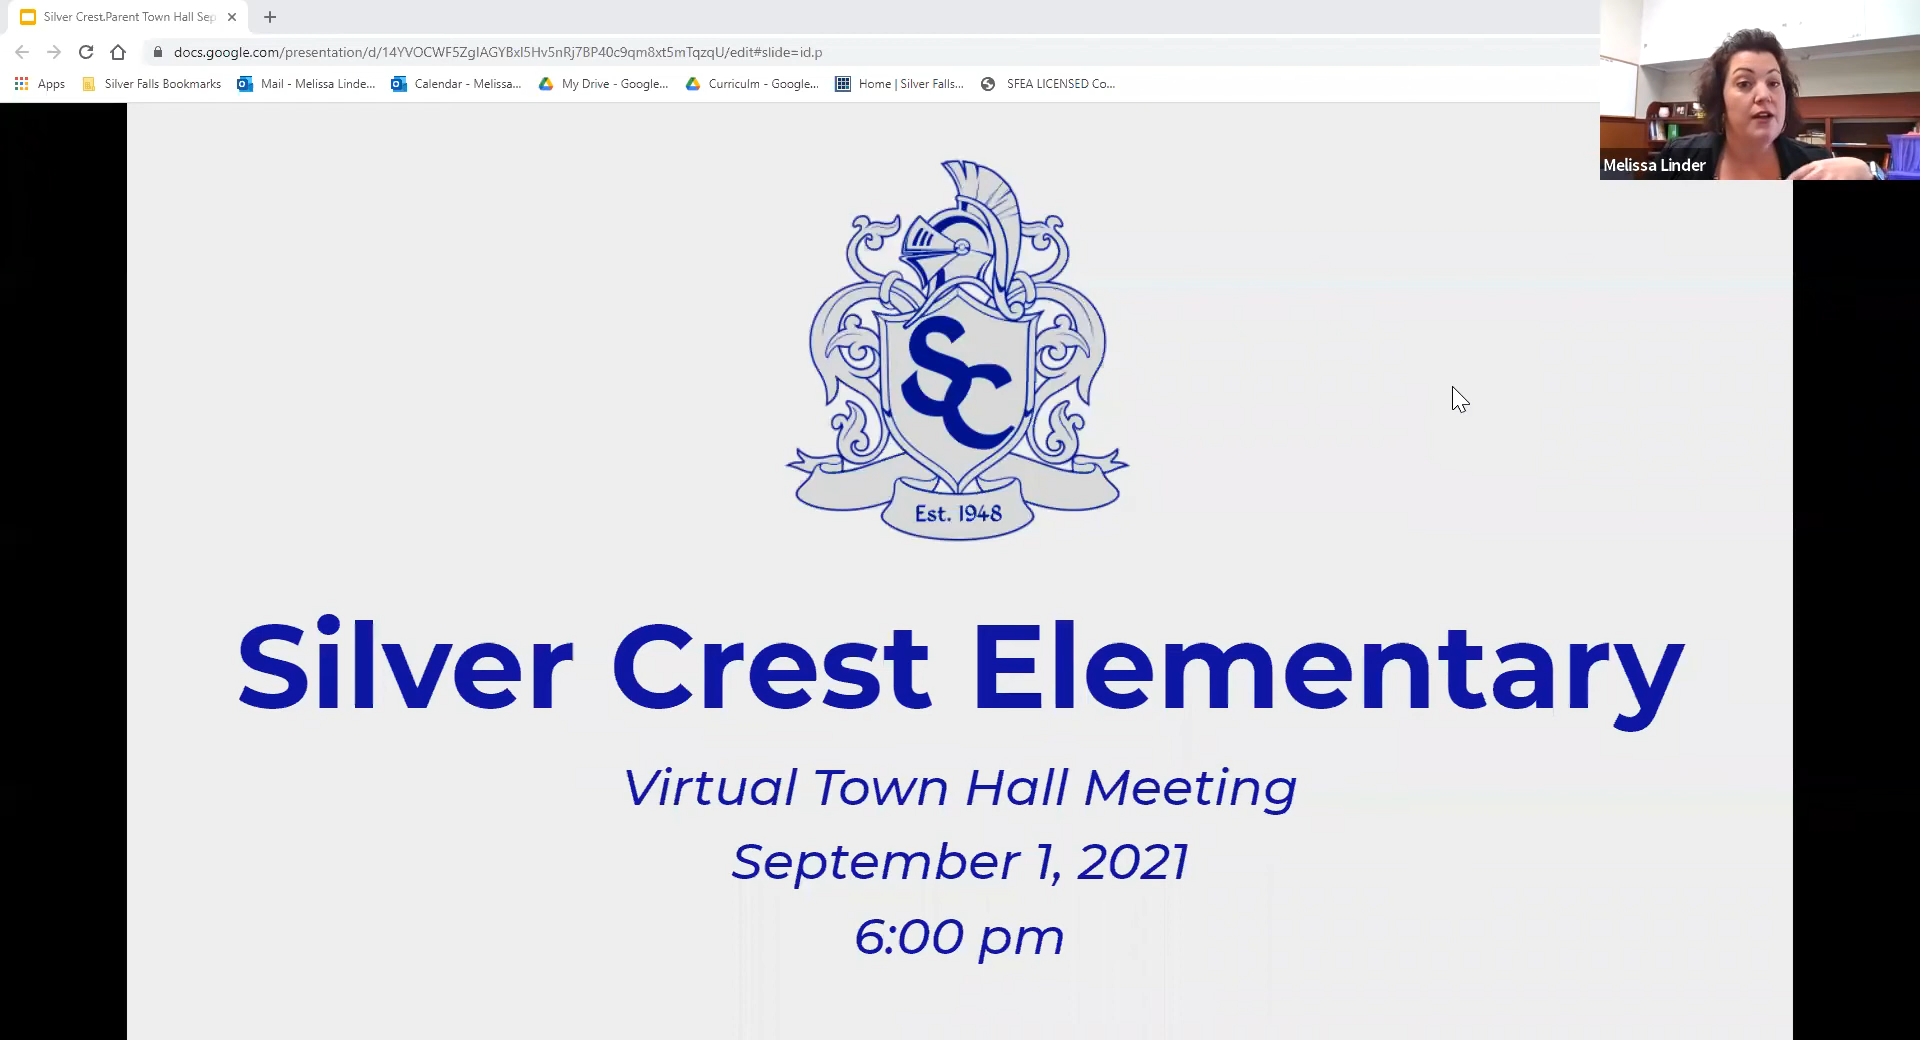 Silver Crest.Parent Town Hall Sep
docs.google.com/presentation/d/14YVOCWF5ZgIAGYBxI5Hv5nRj7BP40c9qm8xt5mTqzqU/edit#slide=id.p
Apps Silver Falls Bookmarks Mail - Melissa Linde... Calendar - Melissa... My Drive - Google... Curriculm - Google... Home | Silver Falls... SFEA LICENSED Co...
Melissa Linder
SC
Est. 1948
Silver Crest Elementary
Virtual Town Hall Meeting
September 1, 2021
6:00 pm